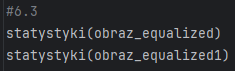 #6.3
statystyki(obraz_equalized)
statystyki(obraz_equalized1)